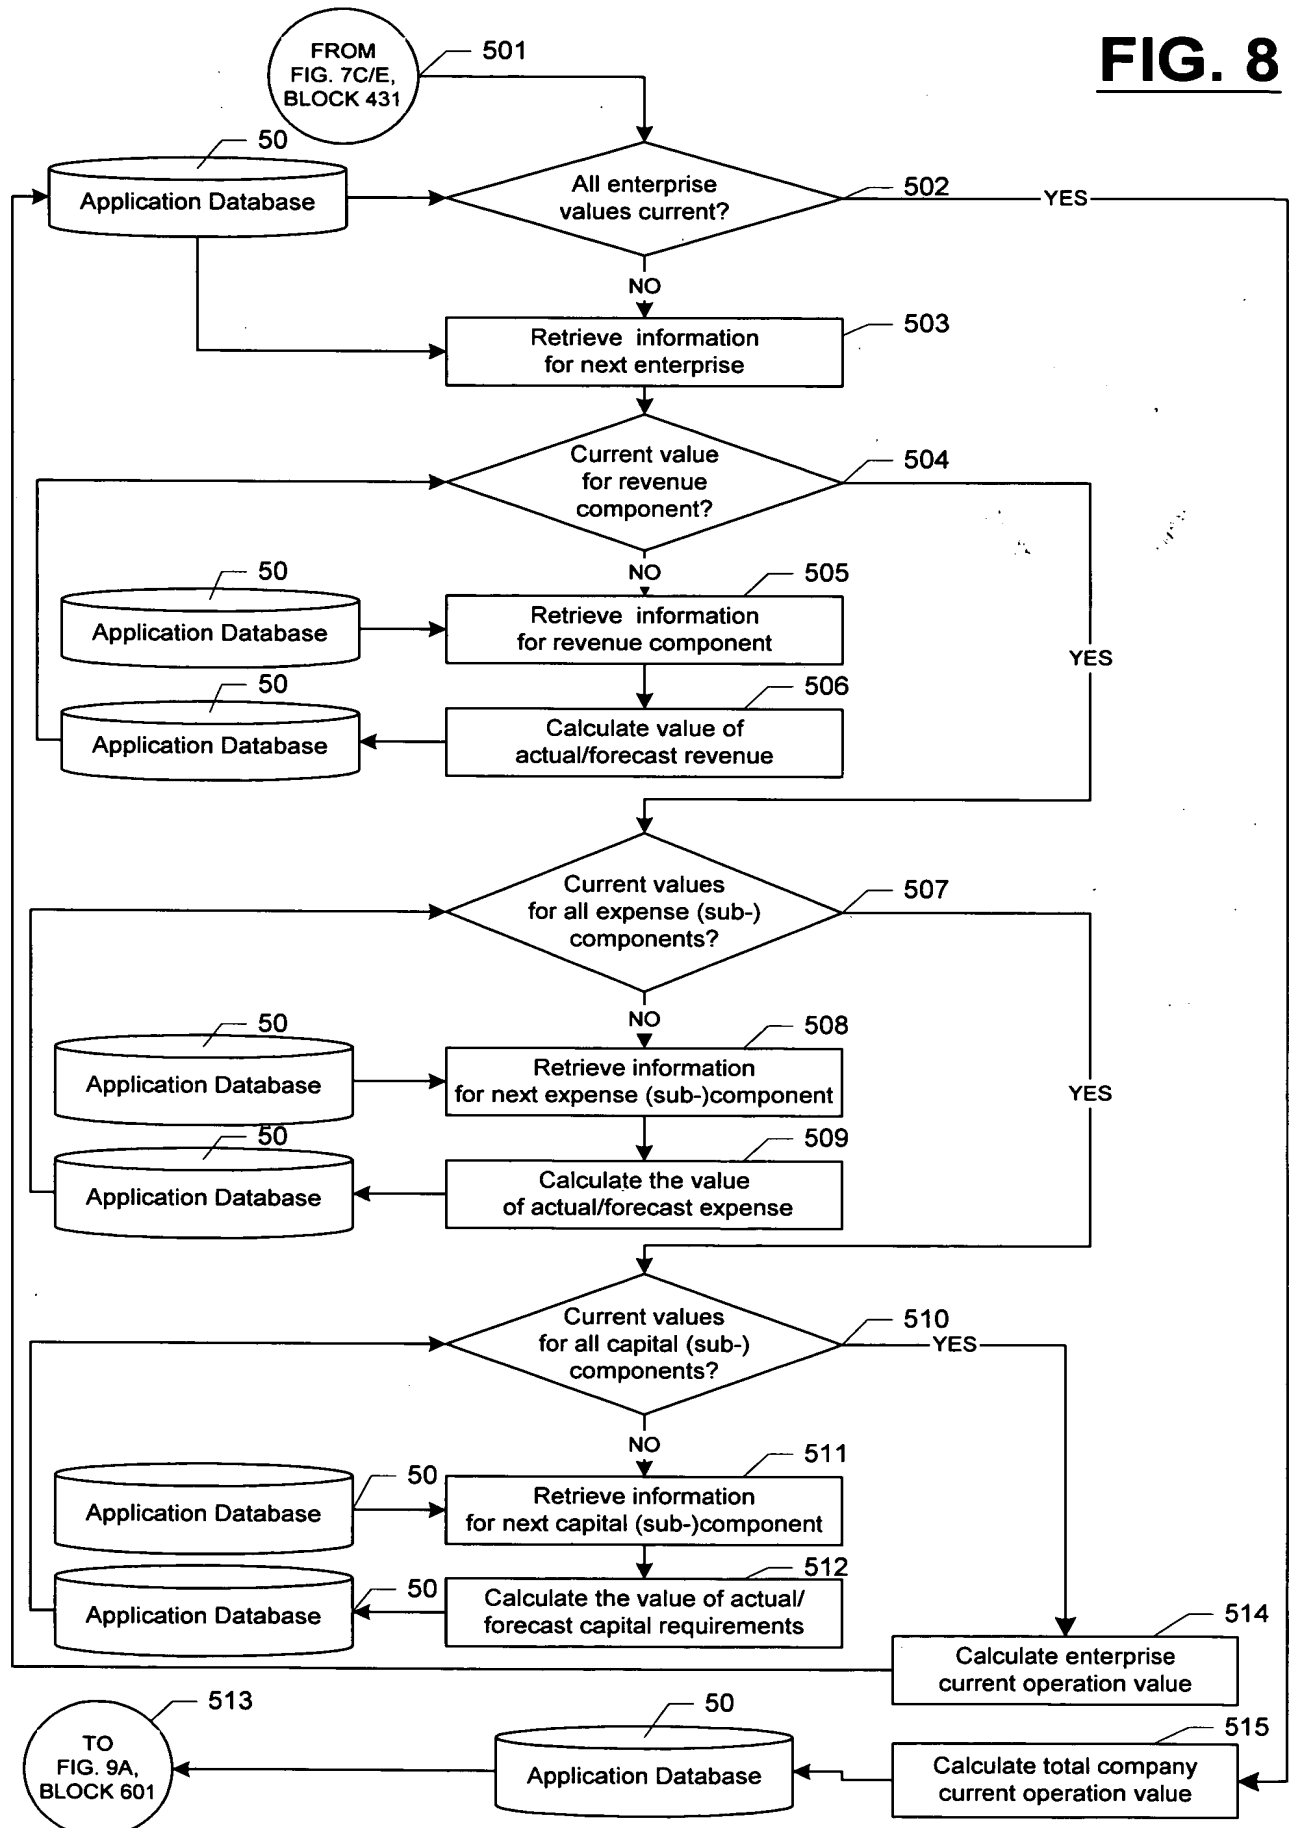 FROM
FIG. 7C/E,
BLOCK 431
501
FIG. 8
50
Application Database
All enterprise
values current?
502
YES
NO
503
Retrieve information
for next enterprise
Current value
for revenue
component?
504
NO
YES
50
Application Database
505
Retrieve information
for revenue component
50
Application Database
506
Calculate value of
actual/forecast revenue
Current values
for all expense (sub-)
components?
507
NO
YES
50
Application Database
508
Retrieve information
for next expense (sub-)component
50
Application Database
509
Calculate the value
of actual/forecast expense
Current values
for all capital (sub-)
components?
510
YES
NO
50
Application Database
511
Retrieve information
for next capital (sub-)component
50
Application Database
512
Calculate the value of actual/
forecast capital requirements
514
Calculate enterprise
current operation value
513
TO
FIG. 9A,
BLOCK 601
50
Application Database
515
Calculate total company
current operation value